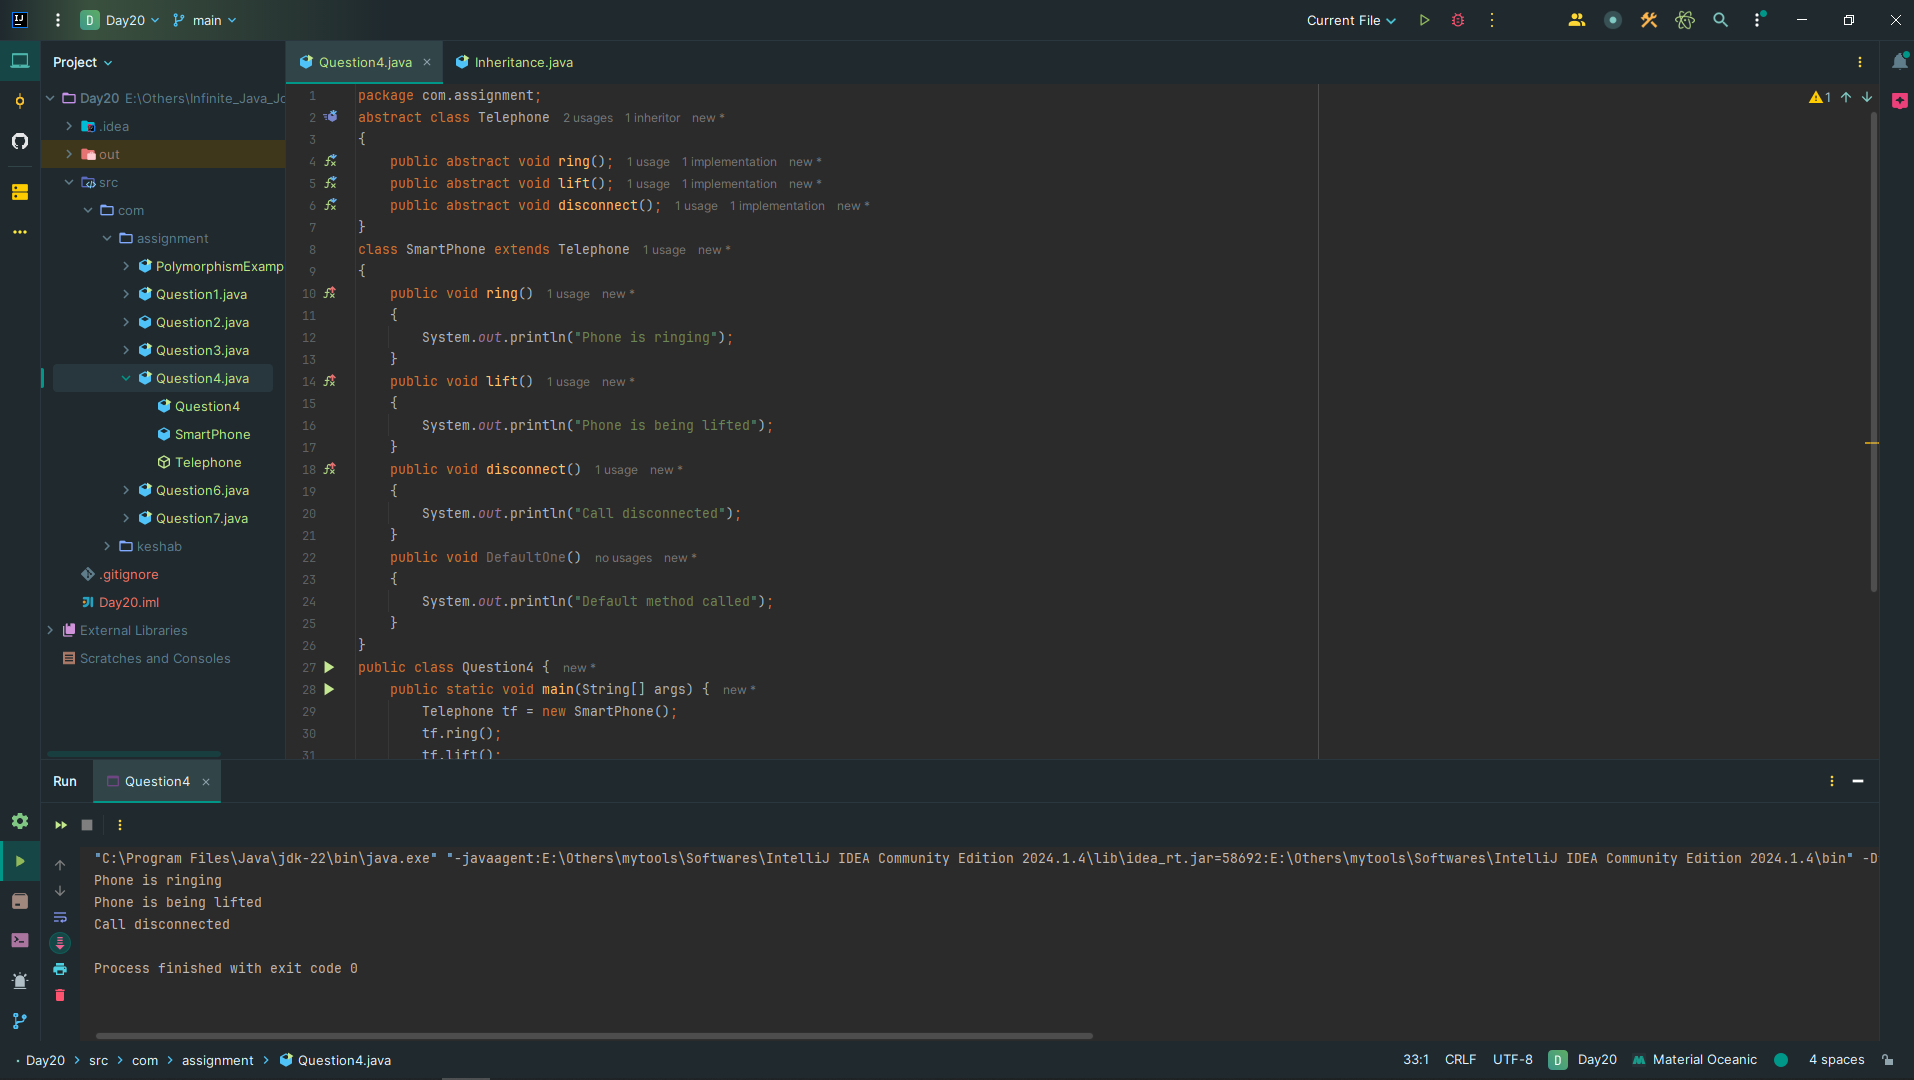 Day20 main Current File
Project
Question4.java Inheritance.java
Day20 E:\Others\Infinite_Java_Jo
.idea
out
src
com
assignment
PolymorphismExamp
Question1.java
Question2.java
Question3.java
Question4.java
Question4
SmartPhone
Telephone
Question6.java
Question7.java
keshab
.gitignore
Day20.iml
External Libraries
Scratches and Consoles
1 package com.assignment;
2 abstract class Telephone 2 usages 1 inheritor new *
3 {
4 public abstract void ring(); 1 usage 1 implementation new *
5 public abstract void lift(); 1 usage 1 implementation new *
6 public abstract void disconnect(); 1 usage 1 implementation new *
7 }
8 class SmartPhone extends Telephone 1 usage new *
9 {
10 public void ring() 1 usage new *
11 {
12 System.out.println("Phone is ringing");
13 }
14 public void lift() 1 usage new *
15 {
16 System.out.println("Phone is being lifted");
17 }
18 public void disconnect() 1 usage new *
19 {
20 System.out.println("Call disconnected");
21 }
22 public void DefaultOne() no usages new *
23 {
24 System.out.println("Default method called");
25 }
26 }
27 public class Question4 { new *
28 public static void main(String[] args) { new *
29 Telephone tf = new SmartPhone();
30 tf.ring();
31 tf.lift();
1
Run Question4
"C:\Program Files\Java\jdk-22\bin\java.exe" "-javaagent:E:\Others\mytools\Softwares\IntelliJ IDEA Community Edition 2024.1.4\lib\idea_rt.jar=58692:E:\Others\mytools\Softwares\IntelliJ IDEA Community Edition 2024.1.4\bin" -D
Phone is ringing
Phone is being lifted
Call disconnected
Process finished with exit code 0
Day20 > src > com > assignment > Question4.java 33:1 CRLF UTF-8 D Day20 Material Oceanic 4 spaces